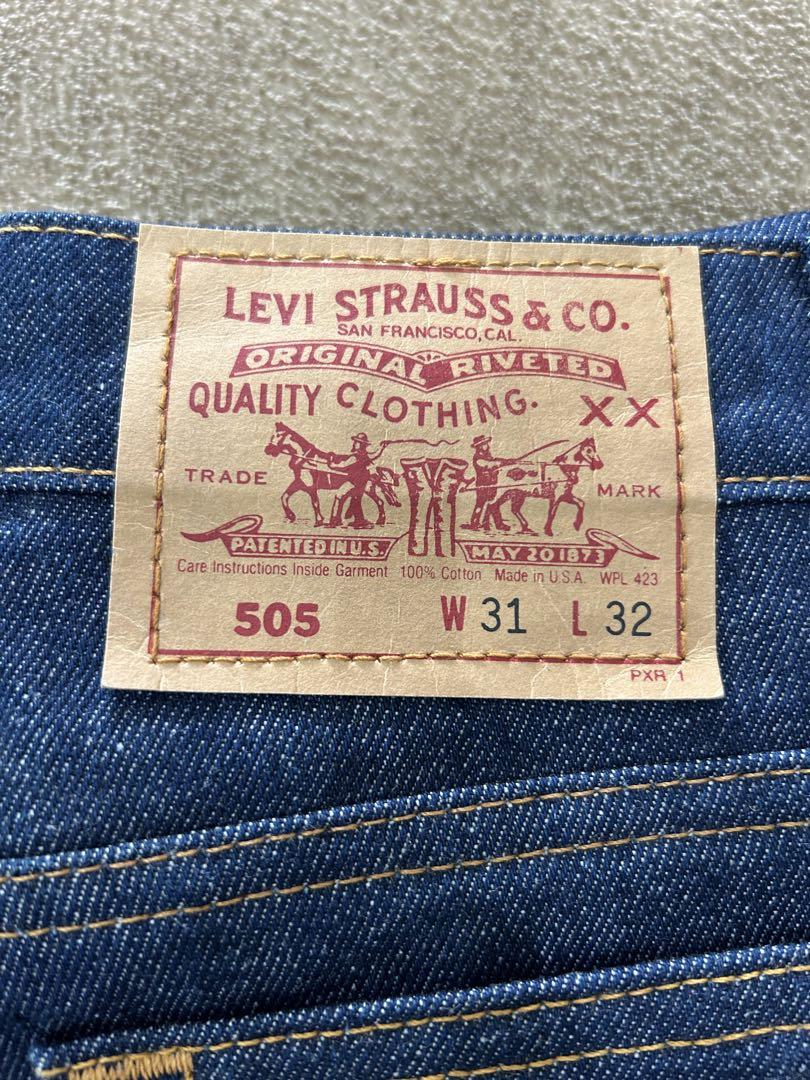 LEVI STRAUSS & CO.
SAN FRANCISCO, CAL.
ORIGINAL RIVETED
QUALITY CLOTHING. XX
TRADE MARK
PATENTED IN U.S. MAY 20 1873
Care Instructions Inside Garment 100% Cotton Made in U.S.A. WPL 423
505 W 31 L 32
PXR 1